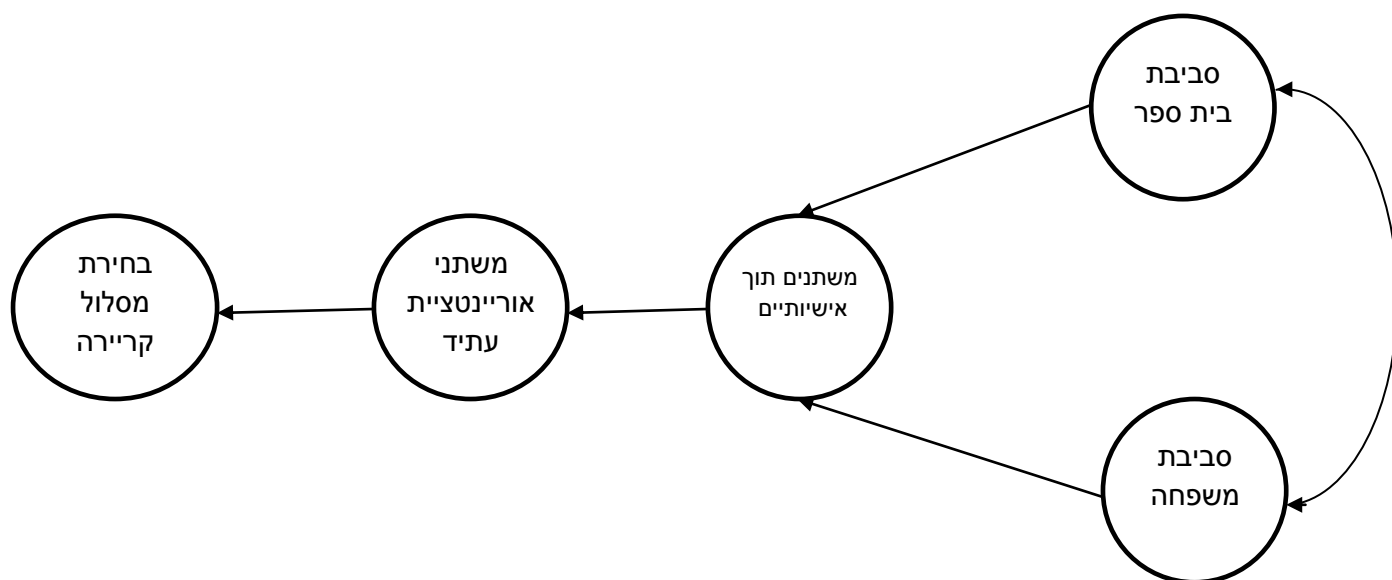 סביבת
בית ספר
משתנים תוך
אישיותיים
משתני
אוריינטציית
עתיד
בחירת
מסלול
קריירה
סביבת
משפחה